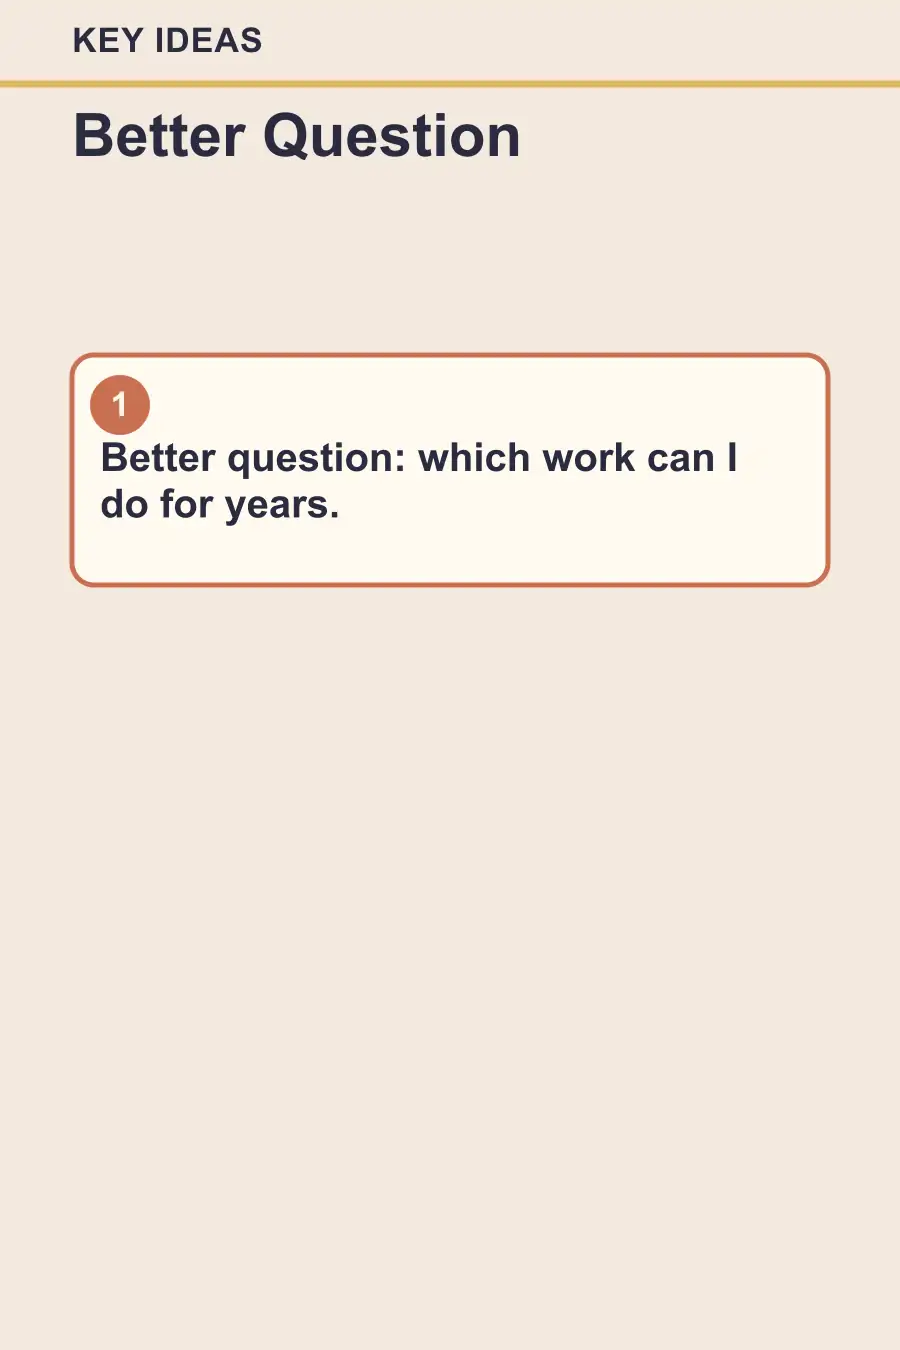 KEY IDEAS
Better Question
1
Better question: which work can I
do for years.